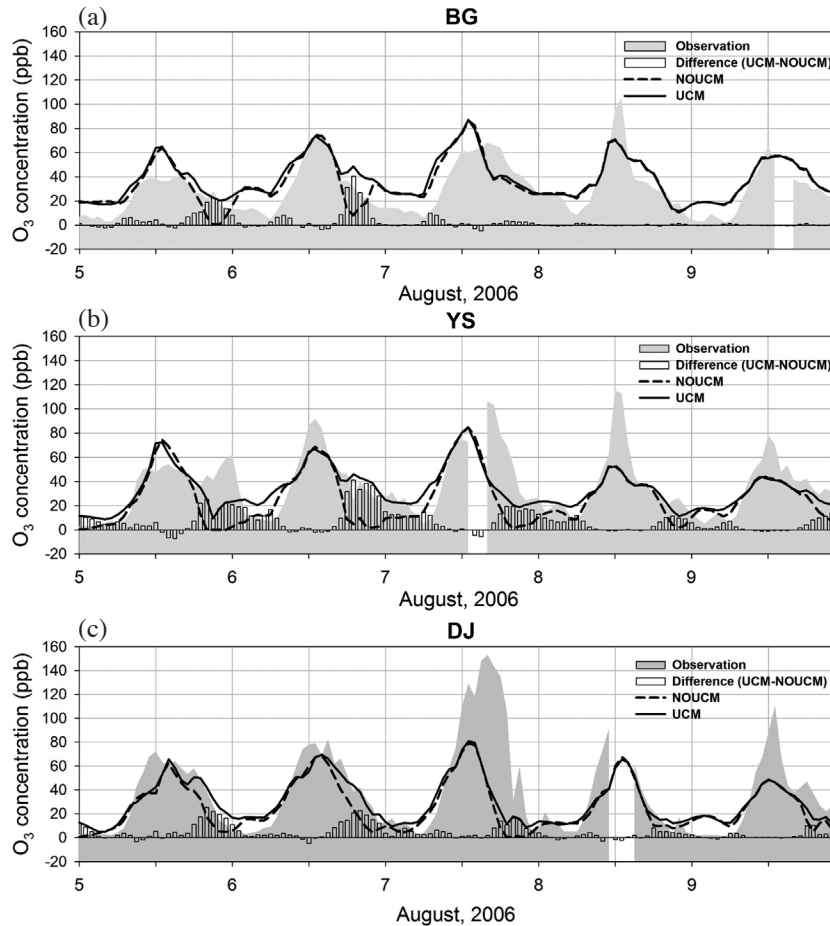 (a)
BG
O3 concentration (ppb)
160
140
120
100
80
60
40
20
0
-20
Observation
Difference (UCM-NOUCM)
NOUCM
UCM
5
6
7
8
9
August, 2006
(b)
YS
O3 concentration (ppb)
160
140
120
100
80
60
40
20
0
-20
Observation
Difference (UCM-NOUCM)
NOUCM
UCM
5
6
7
8
9
August, 2006
(c)
DJ
O3 concentration (ppb)
160
140
120
100
80
60
40
20
0
-20
Observation
Difference (UCM-NOUCM)
NOUCM
UCM
5
6
7
8
9
August, 2006